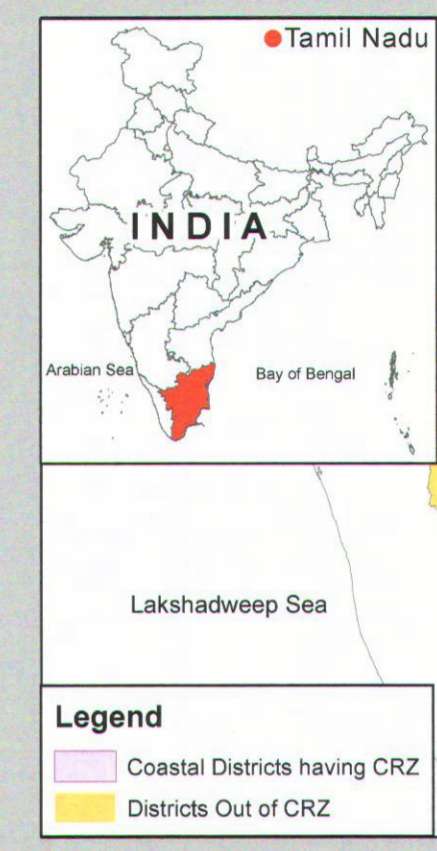 Tamil Nadu
INDIA
Arabian Sea
Bay of Bengal
Lakshadweep Sea
Legend
Coastal Districts having CRZ
Districts Out of CRZ